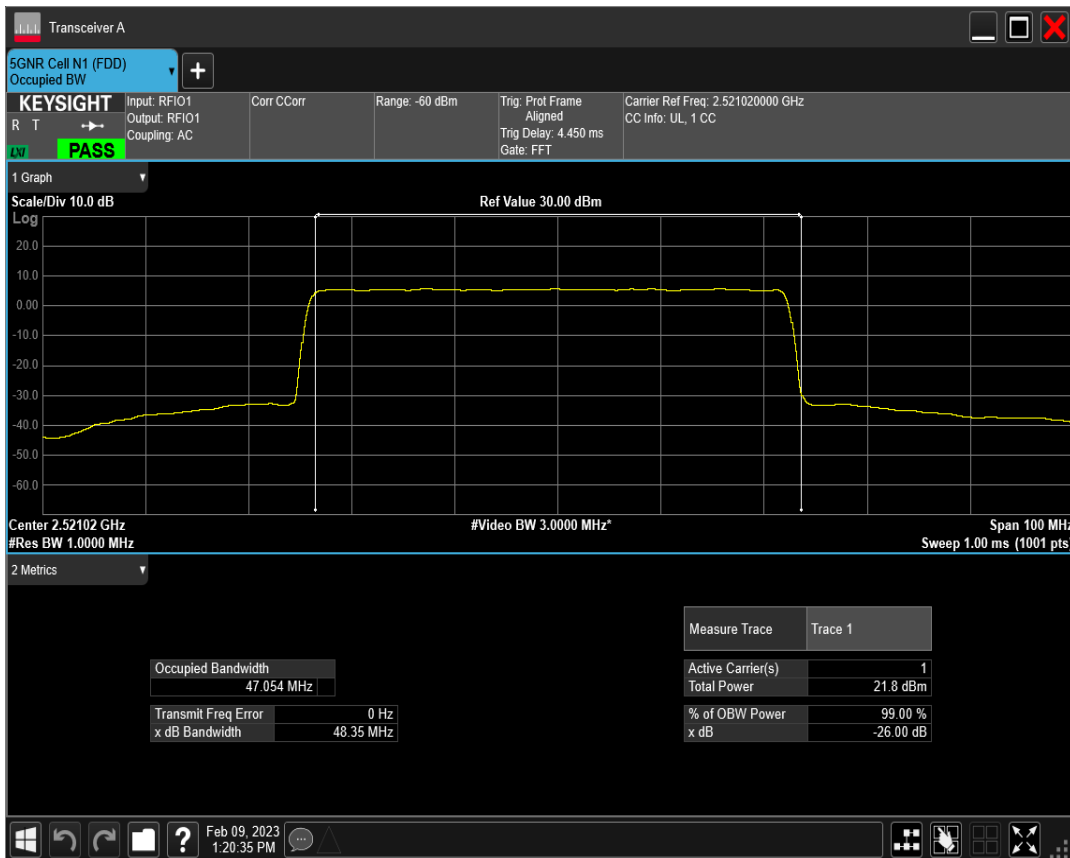 Transceiver A
5GNR Cell N1 (FDD)
Occupied BW
+
KEYSIGHT
R T
LXI
PASS
Input: RFIO1
Output: RFIO1
Coupling: AC
Corr CCorr
Range: -60 dBm
Trig: Prot Frame
Aligned
Trig Delay: 4.450 ms
Gate: FFT
Carrier Ref Freq: 2.521020000 GHz
CC Info: UL, 1 CC
1 Graph
Scale/Div 10.0 dB
Ref Value 30.00 dBm
Log
20.0
10.0
0.00
-10.0
-20.0
-30.0
-40.0
-50.0
-60.0
Center 2.52102 GHz
#Video BW 3.0000 MHz*
Span 100 MHz
#Res BW 1.0000 MHz
Sweep 1.00 ms (1001 pts)
2 Metrics
Measure Trace Trace 1
Occupied Bandwidth
47.054 MHz
Active Carrier(s) 1
Total Power 21.8 dBm
Transmit Freq Error 0 Hz
x dB Bandwidth 48.35 MHz
% of OBW Power 99.00 %
x dB -26.00 dB
?
Feb 09, 2023
1:20:35 PM